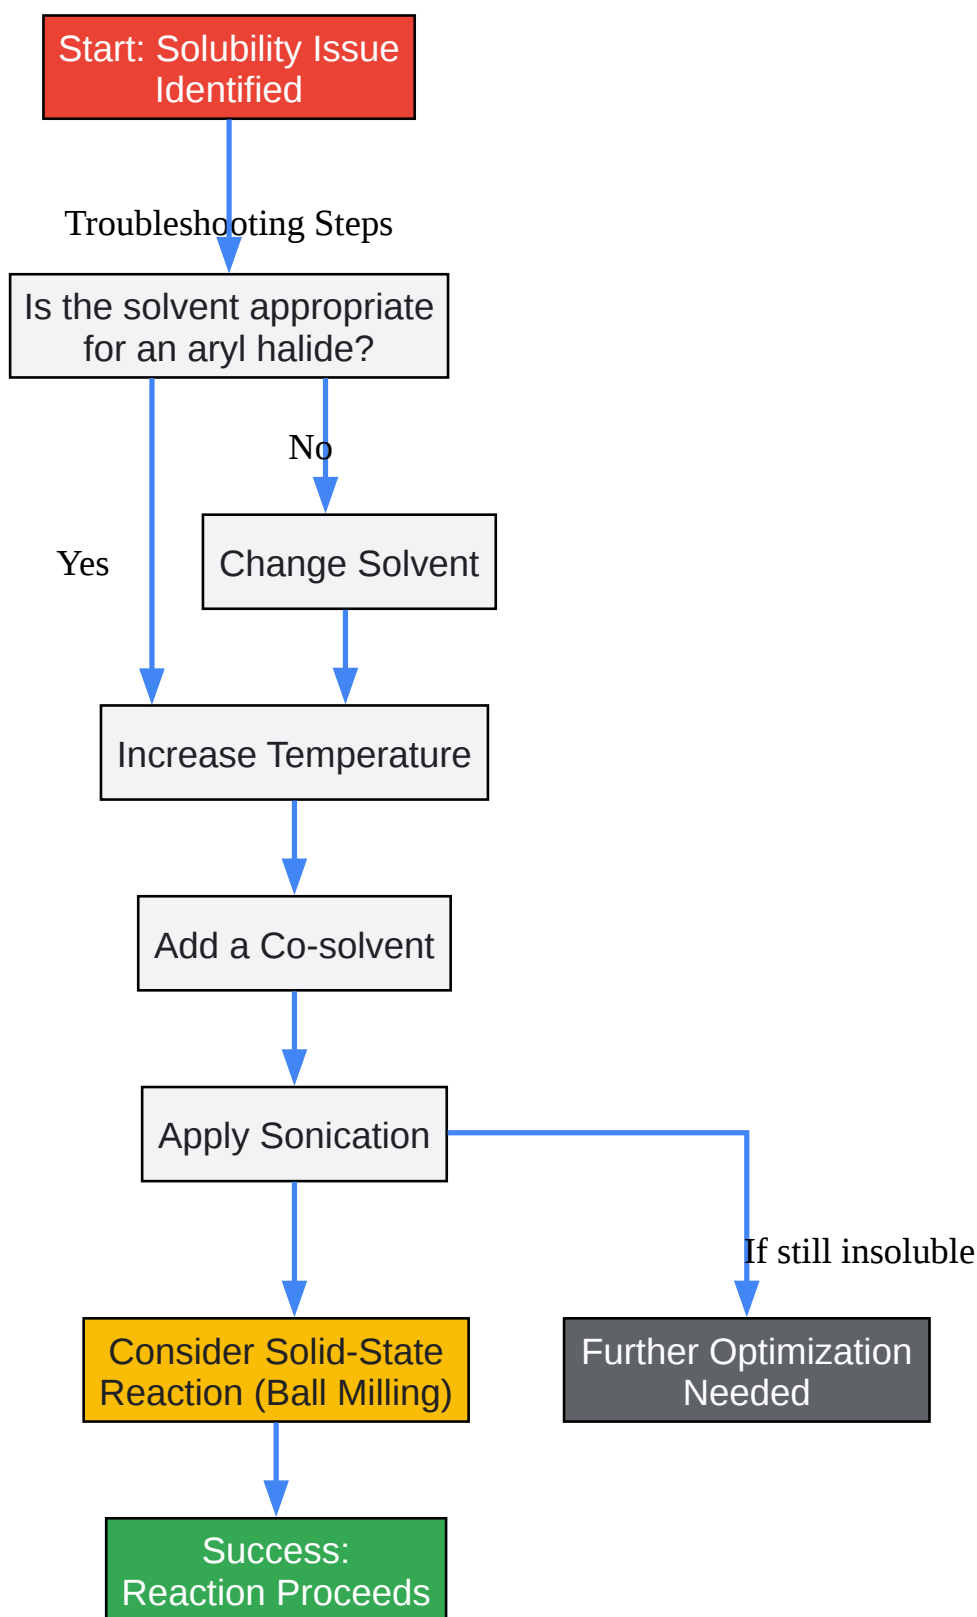 Start: Solubility Issue
Identified
Troubleshooting Steps
Is the solvent appropriate
for an aryl halide?
No
Change Solvent
Yes
Increase Temperature
Add a Co-solvent
Apply Sonication
If still insoluble
Consider Solid-State
Reaction (Ball Milling)
Further Optimization
Needed
Success:
Reaction Proceeds